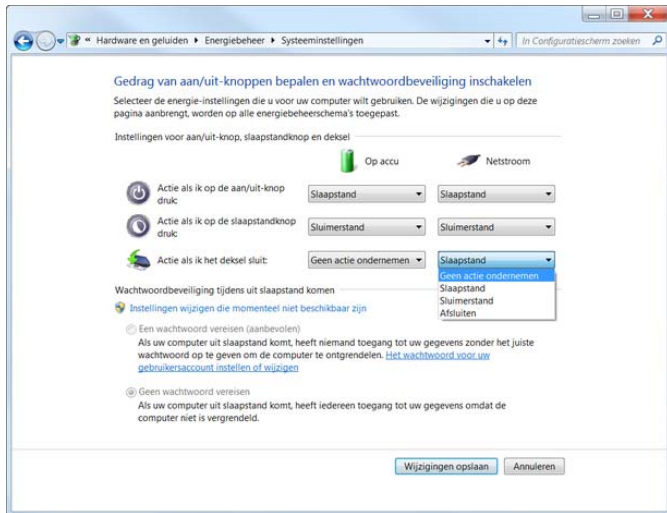 « Hardware en geluiden Energiebeheer Systeeminstellingen
In Configuratiescherm zoeken
Gedrag van aan/uit-knoppen bepalen en wachtwoordbeveiliging inschakelen
Selecteer de energie-instellingen die u voor uw computer wilt gebruiken. De wijzigingen die u op deze
pagina aanbrengt, worden op alle energiebeheerschema's toegepast.
Instellingen voor aan/uit-knop, slaapstandknop en deksel
Op accu Netstroom
Actie als ik op de aan/uit-knop
druk:
Slaapstand Slaapstand
Actie als ik op de slaapstandknop
druk:
Sluimerstand Sluimerstand
Actie als ik het deksel sluit: Geen actie ondernemen Slaapstand
Geen actie ondernemen
Slaapstand
Sluimerstand
Afsluiten
Wachtwoordbeveiliging tijdens uit slaapstand komen
Instellingen wijzigen die momenteel niet beschikbaar zijn
Een wachtwoord vereisen (aanbevolen)
Als uw computer uit slaapstand komt, heeft niemand toegang tot uw gegevens zonder het juiste
wachtwoord op te geven om de computer te ontgrendelen. Het wachtwoord voor uw
gebruikersaccount instellen of wijzigen
Geen wachtwoord vereisen
Als uw computer uit slaapstand komt, heeft iedereen toegang tot uw gegevens omdat de
computer niet is vergrendeld.
Wijzigingen opslaan Annuleren